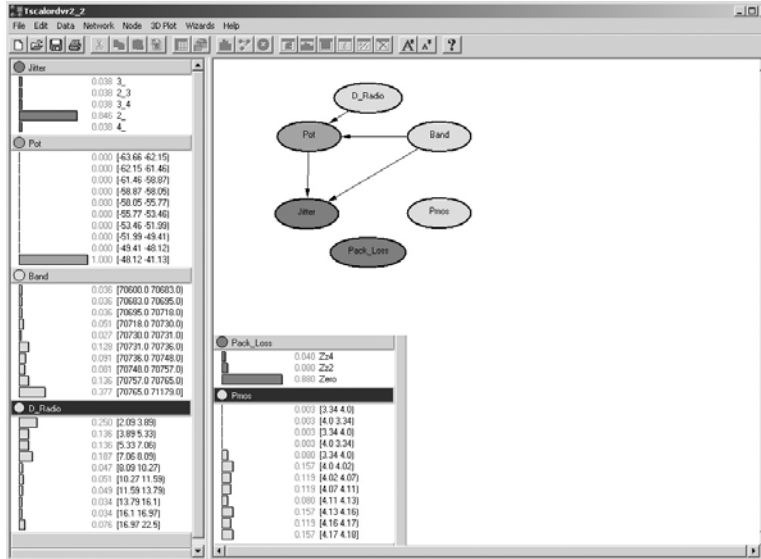 Tscalordvr2_2
File Edit Data Network Node 3D Plot Wizards Help
Jitter
0.038 3_
0.038 2_3
0.038 3_4
0.846 2_
0.038 4_
Pot
0.000 [-63.66 -62.15)
0.000 [-62.15 -61.46)
0.000 [-61.46 -58.87)
0.000 [-58.87 -58.05)
0.000 [-58.05 -55.77)
0.000 [-55.77 -53.46)
0.000 [-53.46 -51.99)
0.000 [-51.99 -49.41)
0.000 [-49.41 -48.12)
1.000 [-48.12 -41.13)
Band
0.036 [70600.0 70683.0)
0.036 [70683.0 70695.0)
0.036 [70695.0 70718.0)
0.051 [70718.0 70730.0)
0.027 [70730.0 70731.0)
0.128 [70731.0 70736.0)
0.091 [70736.0 70748.0)
0.081 [70748.0 70757.0)
0.136 [70757.0 70765.0)
0.377 [70765.0 71179.0)
D_Radio
0.250 [2.09 3.89)
0.136 [3.89 5.33)
0.136 [5.33 7.06)
0.187 [7.06 8.09)
0.047 [8.09 10.27)
0.051 [10.27 11.59)
0.049 [11.59 13.79)
0.034 [13.79 16.1)
0.034 [16.1 16.97)
0.076 [16.97 22.5)
D_Radio
Pot
Band
Jitter
Pmos
Pack_Loss
Pack_Loss
0.040 Zz4
Zz2
0.880 Zero
Pmos
0.003 [3.34 4.0)
0.003 [4.0 3.34)
0.003 [3.34 4.0)
0.003 [4.0 3.34)
0.080 [3.34 4.0)
0.157 [4.0 4.02)
0.119 [4.02 4.07)
0.119 [4.07 4.11)
0.080 [4.11 4.13)
0.157 [4.13 4.16)
0.119 [4.16 4.17)
0.157 [4.17 4.18)